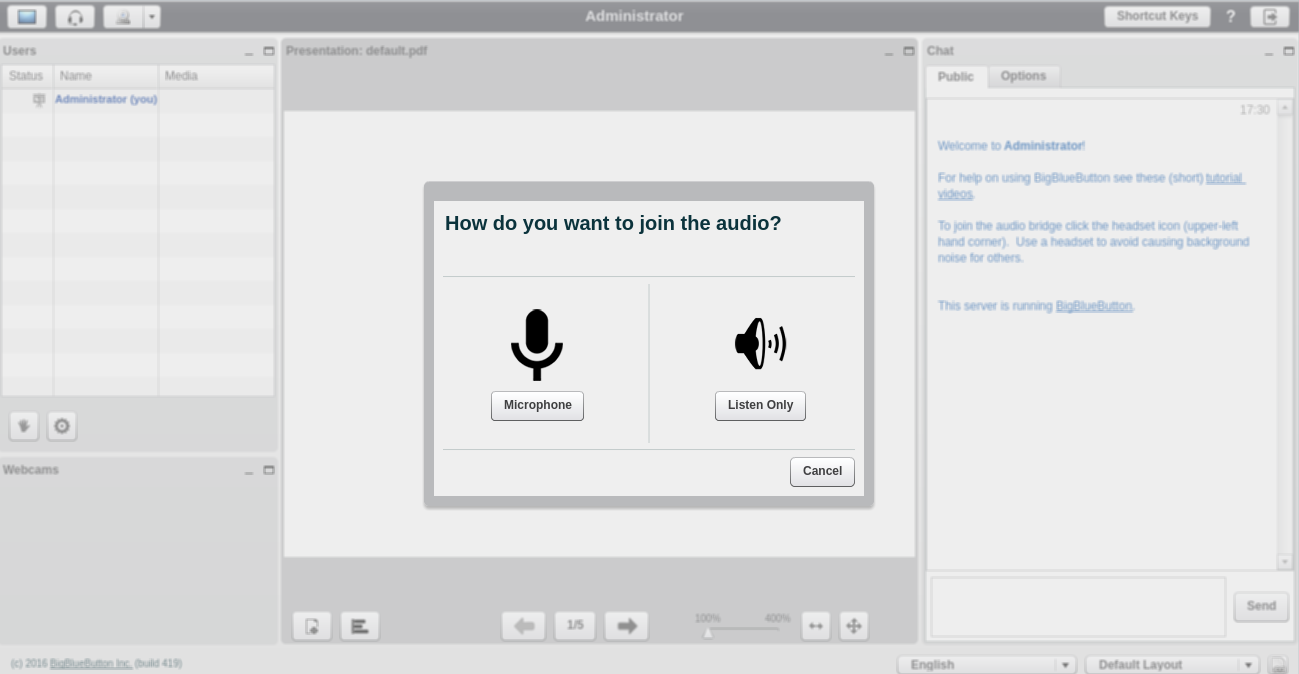 Administrator
Shortcut Keys
?
Users
Status Name Media
Administrator (you)
Webcams
Presentation: default.pdf
How do you want to join the audio?
Microphone
Listen Only
Cancel
1/5
100%
400%
Chat
Public
Options
17:30
Welcome to Administrator!
For help on using BigBlueButton see these (short) tutorial
videos.
To join the audio bridge click the headset icon (upper-left
hand corner).  Use a headset to avoid causing background
noise for others.
This server is running BigBlueButton.
Send
(c) 2016 BigBlueButton Inc. (build 419)
English
Default Layout